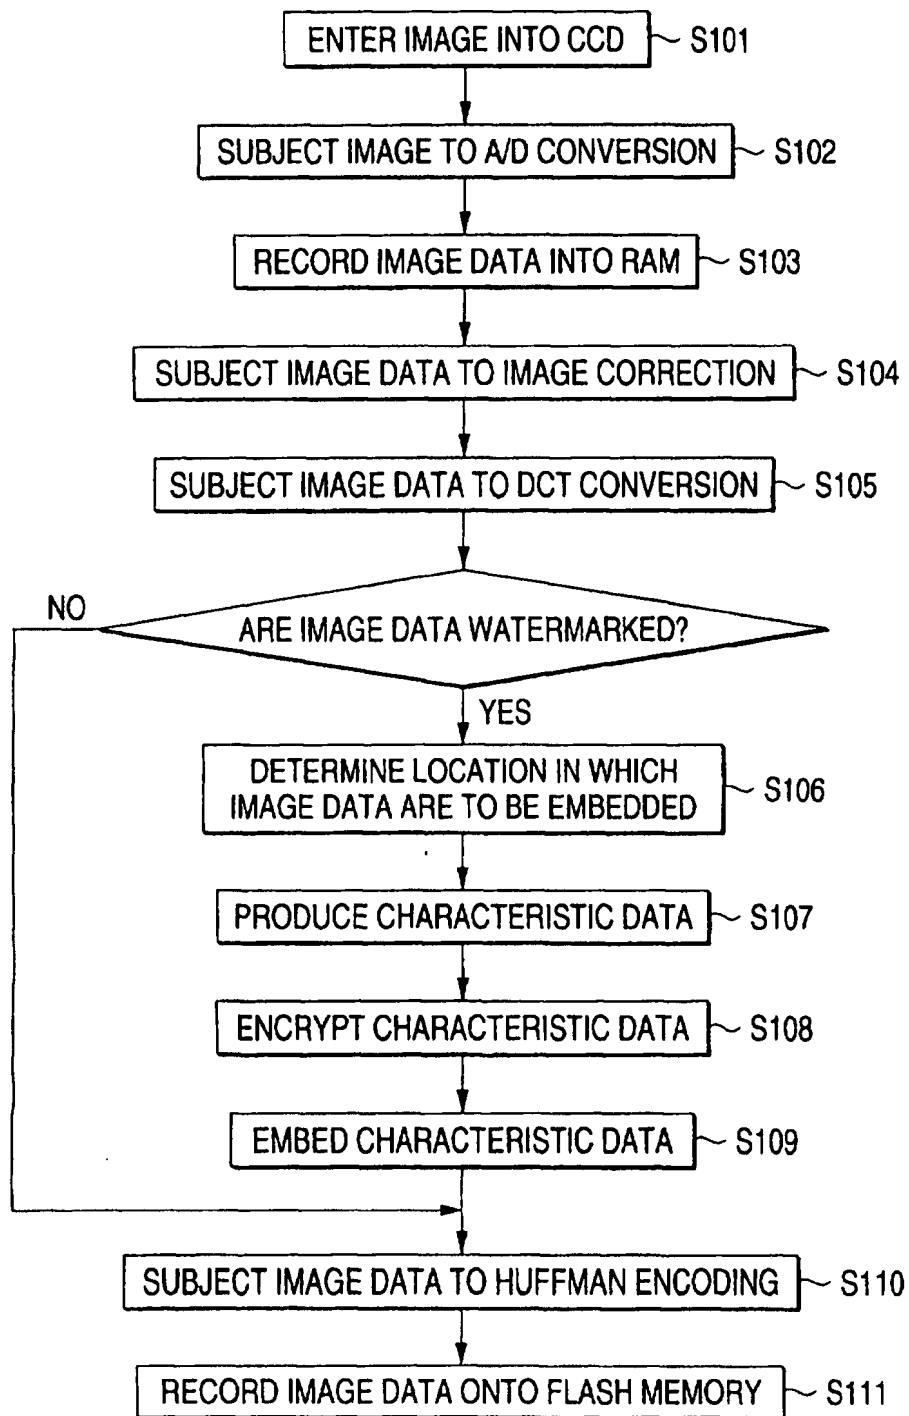 ENTER IMAGE INTO CCD ~ S101
SUBJECT IMAGE TO A/D CONVERSION ~ S102
RECORD IMAGE DATA INTO RAM ~ S103
SUBJECT IMAGE DATA TO IMAGE CORRECTION ~ S104
SUBJECT IMAGE DATA TO DCT CONVERSION ~ S105
NO
ARE IMAGE DATA WATERMARKED?
YES
DETERMINE LOCATION IN WHICH
IMAGE DATA ARE TO BE EMBEDDED ~ S106
PRODUCE CHARACTERISTIC DATA ~ S107
ENCRYPT CHARACTERISTIC DATA ~ S108
EMBED CHARACTERISTIC DATA ~ S109
SUBJECT IMAGE DATA TO HUFFMAN ENCODING ~ S110
RECORD IMAGE DATA ONTO FLASH MEMORY ~ S111